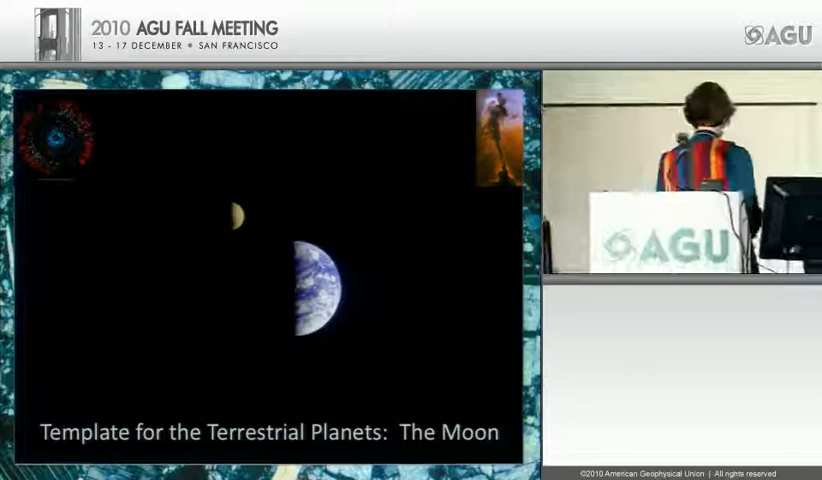 2010 AGU FALL MEETING
13 - 17 DECEMBER • SAN FRANCISCO
AGU
AGU
Template for the Terrestrial Planets: The Moon
©2010 American Geophysical Union | All rights reserved